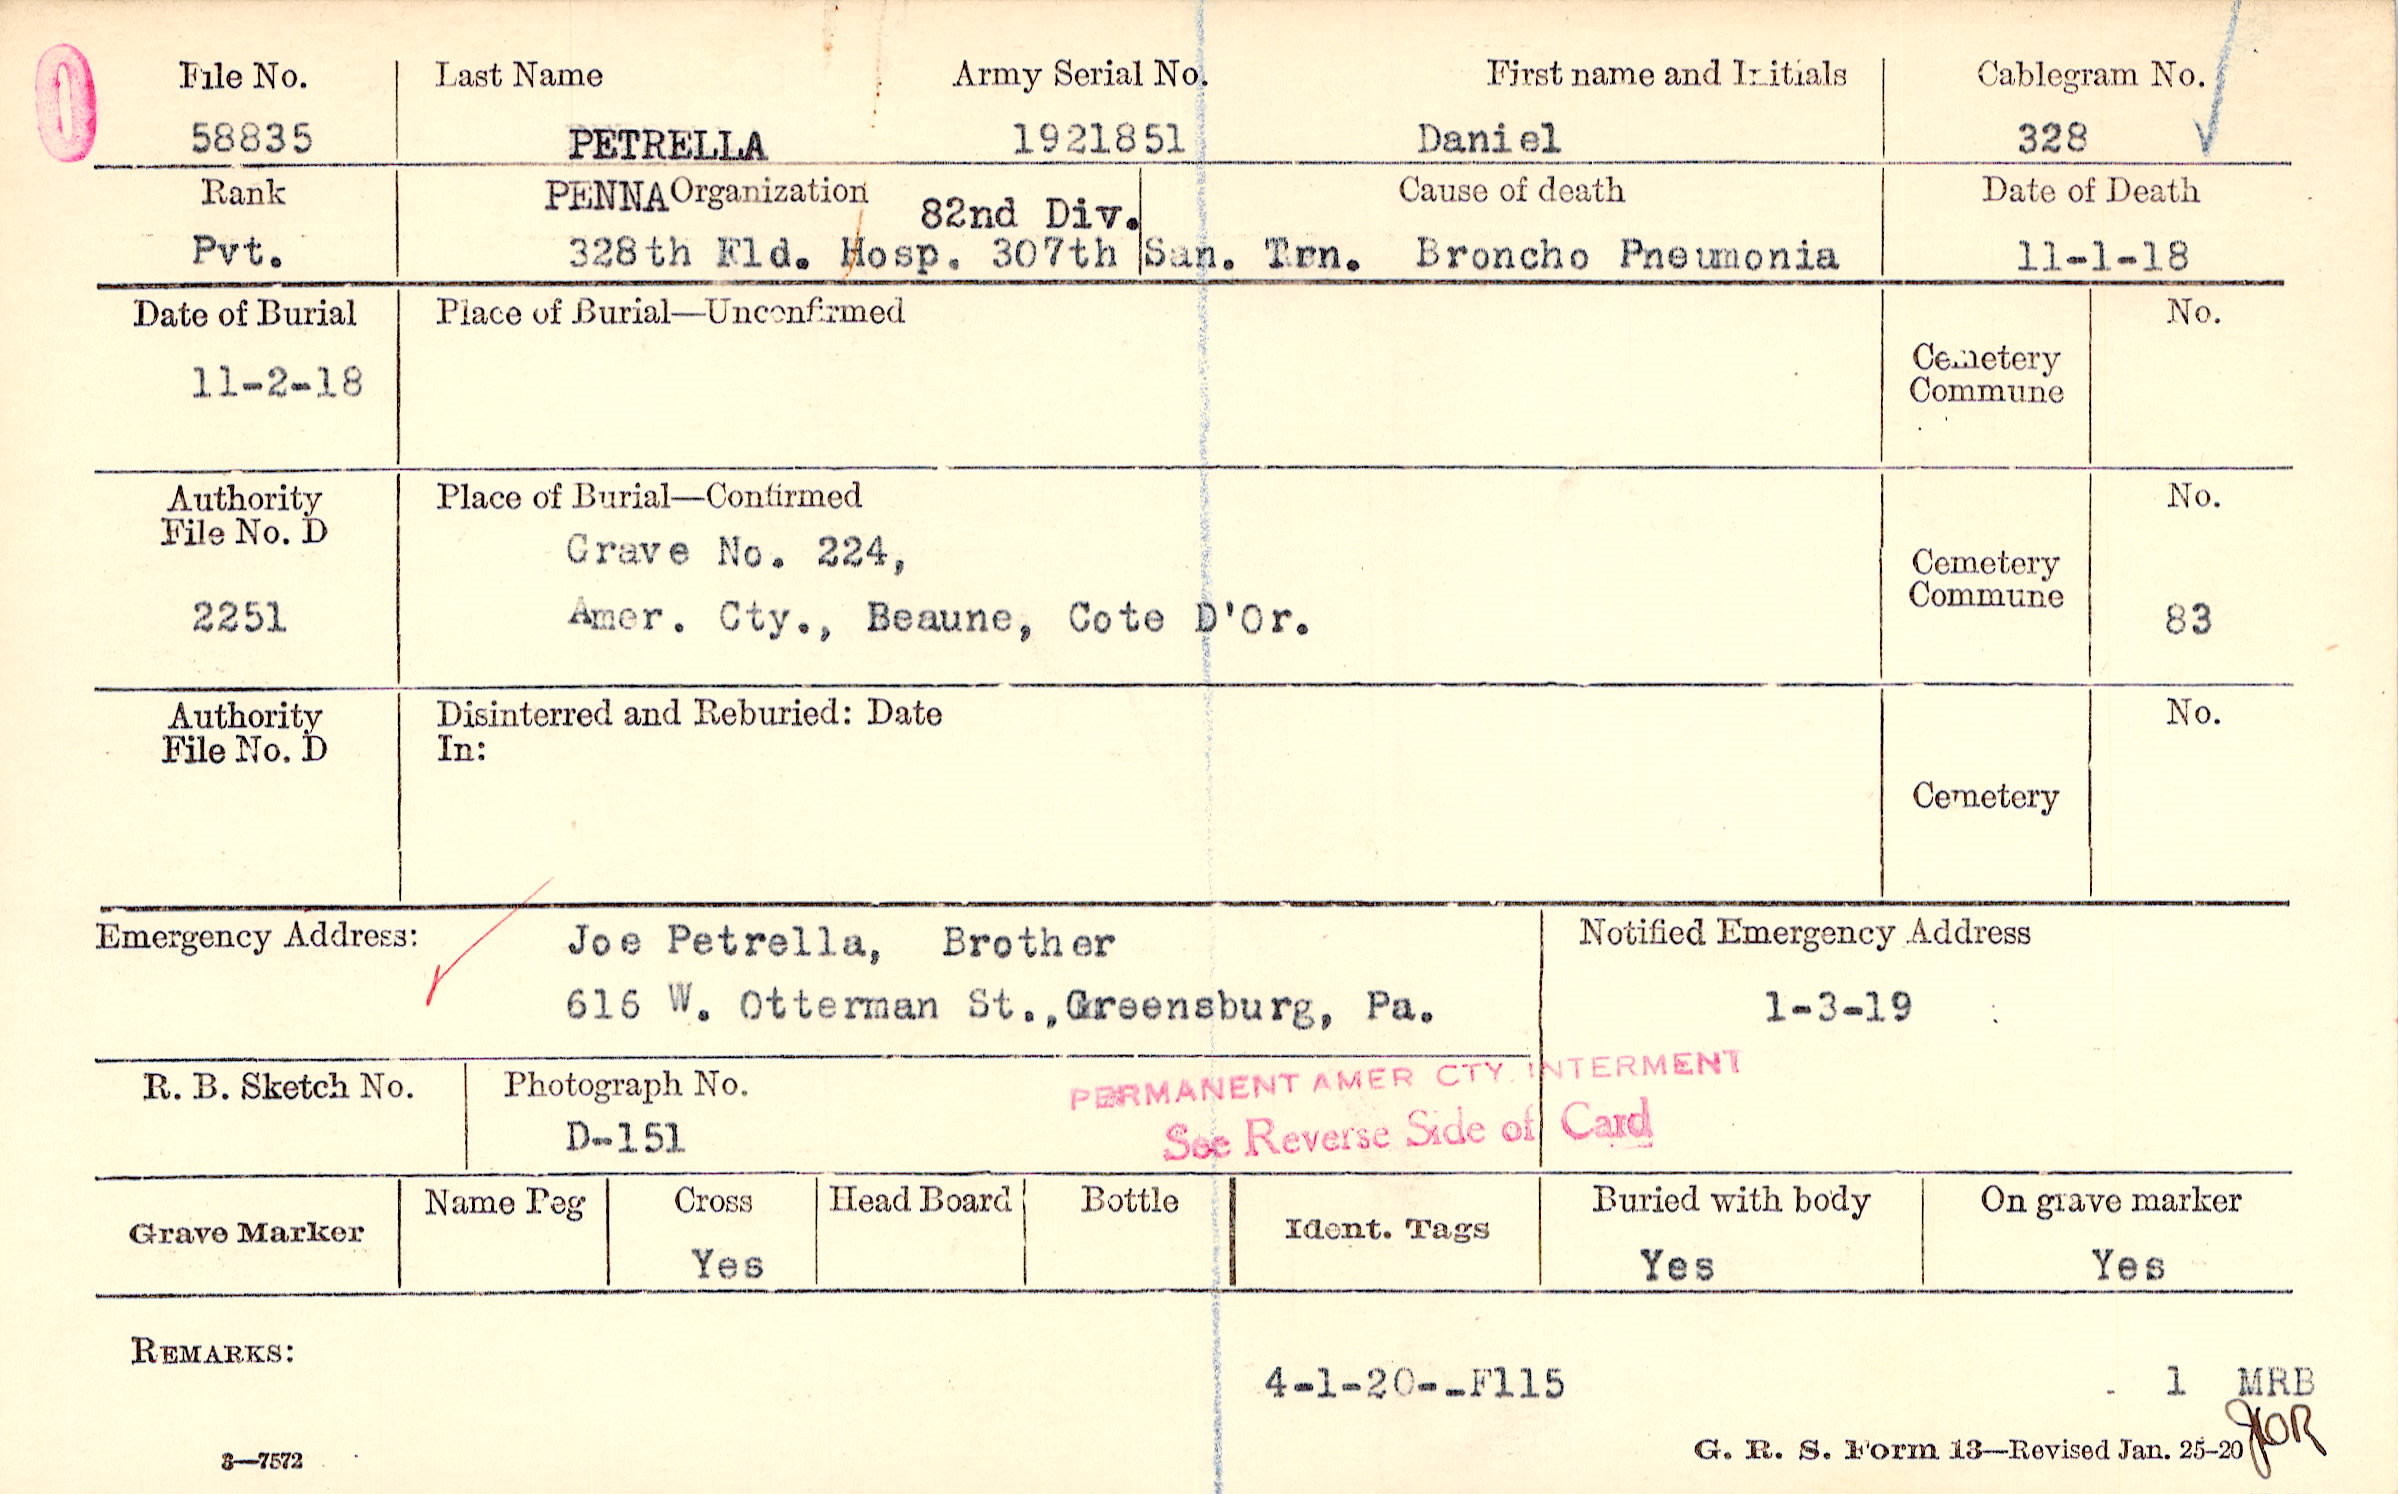 0
File No. Last Name Army Serial No. First name and Initials Cablegram No.
58835 PETRELLA 1921851 Daniel 328
Rank PENNA Organization Cause of death Date of Death
82nd Div.
Pvt. 328th Fld. Hosp. 307th San. Trn. Broncho Pneumonia 11-1-18
Date of Burial Place of Burial—Unconfirmed No.
Cemetery
Commune
11-2-18
Authority Place of Burial—Confirmed No.
File No. D
Grave No. 224,
Cemetery
Commune
2251 Amer. Cty., Beaune, Cote D'Or. 83
Authority Disinterred and Reburied: Date No.
File No. D In:
Cemetery
Emergency Address: Joe Petrella, Brother Notified Emergency Address
616 W. Otterman St.,Greensburg, Pa. 1-3-19
R. B. Sketch No. Photograph No. PERMANENT AMER CTY. INTERMENT
D-151 See Reverse Side of Card
Grave Marker Name Peg Cross Head Board Bottle Ident. Tags Buried with body On grave marker
Yes Yes Yes
REMARKS:
4-1-20--F115 1 MRB
JOR
3—7572 G. R. S. Form 13—Revised Jan. 25-20